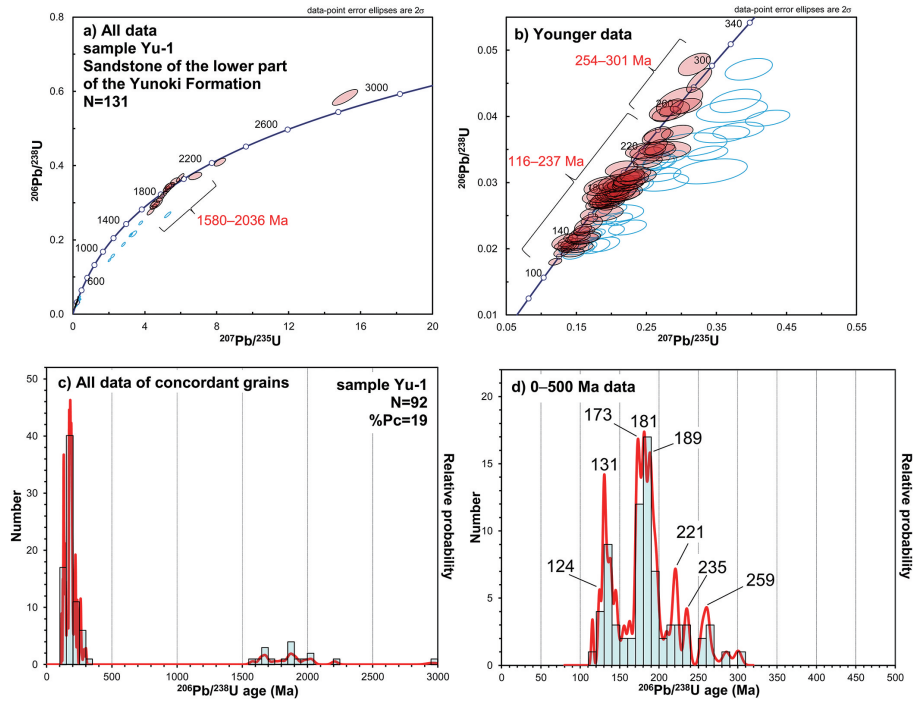 data-point error ellipses are 2σ
a) All data
sample Yu-1
Sandstone of the lower part
of the Yunoki Formation
N=131
0.8
0.6
0.4
0.2
0.0
206Pb/238U
600
1000
1400
1800
2200
2600
3000
1580–2036 Ma
0
4
8
12
16
20
207Pb/235U
data-point error ellipses are 2σ
b) Younger data
340
300
260
220
180
140
100
254–301 Ma
116–237 Ma
0.05
0.04
0.03
0.02
0.01
206Pb/238U
0.05
0.15
0.25
0.35
0.45
0.55
207Pb/235U
c) All data of concordant grains
sample Yu-1
N=92
%Pc=19
50
40
30
20
10
0
Number
Relative probability
0
500
1000
1500
2000
2500
3000
206Pb/238U age (Ma)
d) 0–500 Ma data
173
181
189
131
124
221
235
259
20
15
10
5
0
Number
Relative probability
0
50
100
150
200
250
300
350
400
450
500
206Pb/238U age (Ma)